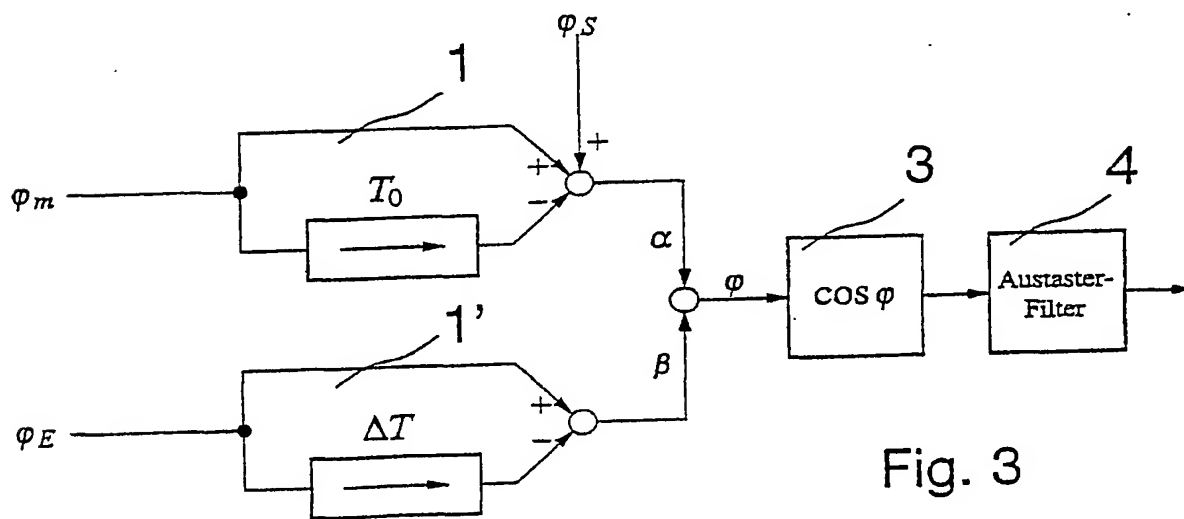 φS
1
+
φm
+
T0
−
α
3
4
φ
cos φ
Austaster-
Filter
1'
β
φE
+
ΔT
−
Fig. 3